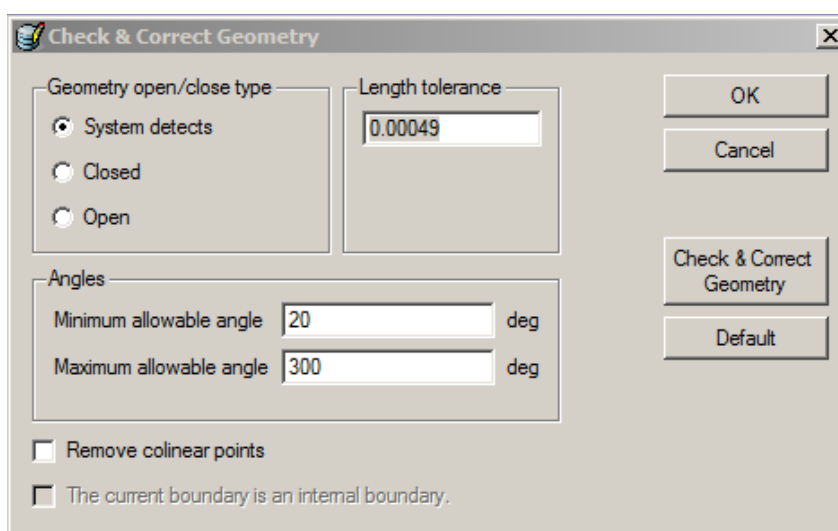 Check & Correct Geometry
Geometry open/close type
System detects
Closed
Open
Length tolerance
0.00049
OK
Cancel
Check & Correct
Geometry
Default
Angles
Minimum allowable angle 20 deg
Maximum allowable angle 300 deg
Remove colinear points
The current boundary is an internal boundary.